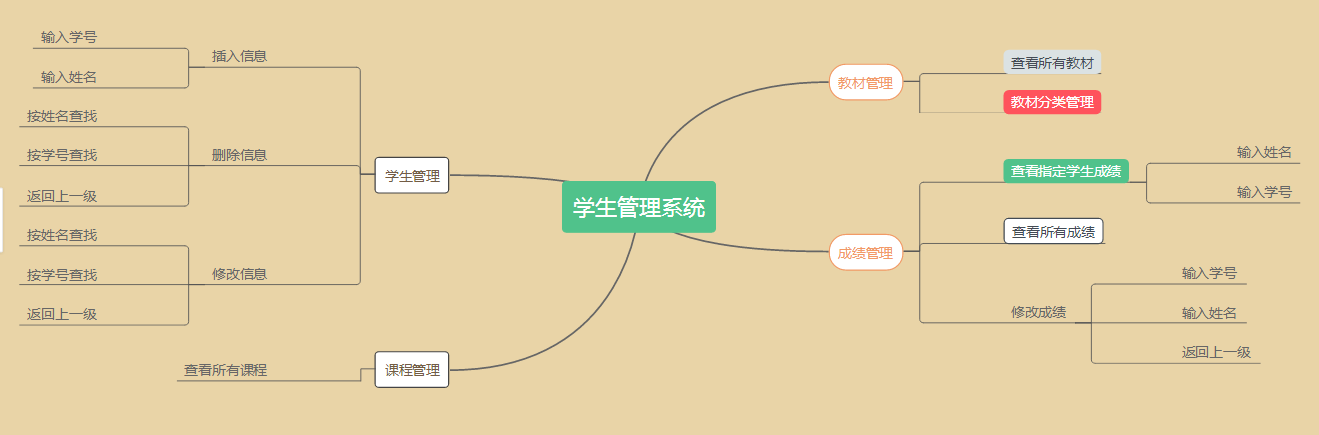 学生管理系统
学生管理
插入信息
输入学号
输入姓名
删除信息
按姓名查找
按学号查找
返回上一级
修改信息
按姓名查找
按学号查找
返回上一级
课程管理
查看所有课程
教材管理
查看所有教材
教材分类管理
成绩管理
查看指定学生成绩
输入姓名
输入学号
查看所有成绩
修改成绩
输入学号
输入姓名
返回上一级